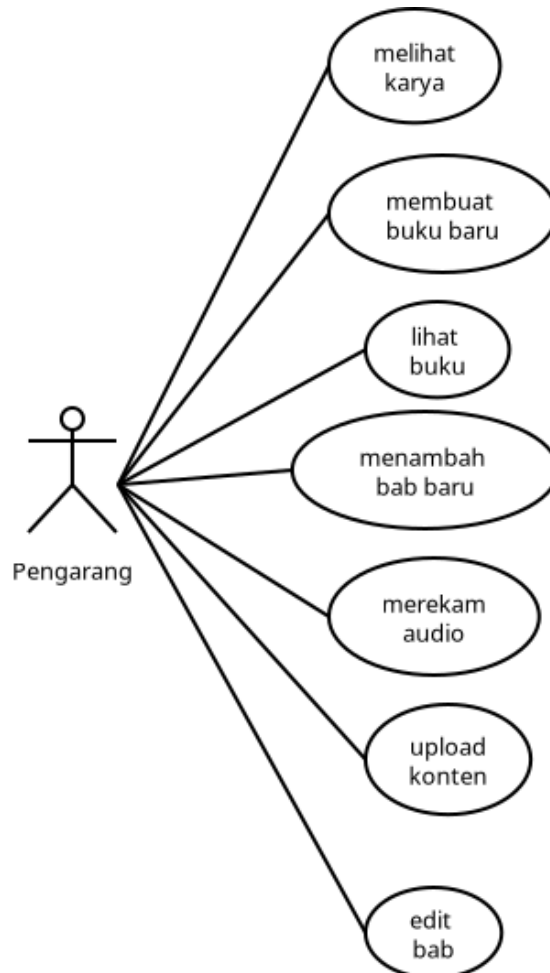 melihat
karya
membuat
buku baru
lihat
buku
menambah
bab baru
Pengarang
merekam
audio
upload
konten
edit
bab